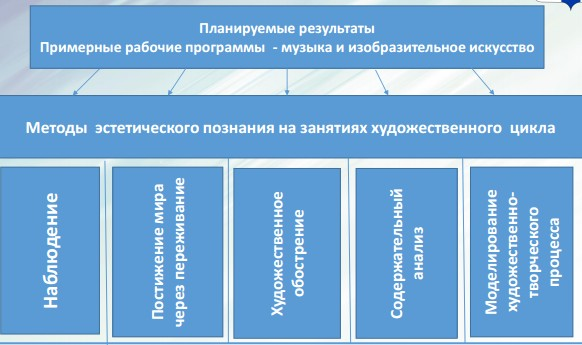 Планируемые результаты
Примерные рабочие программы - музыка и изобразительное искусство
Методы эстетического познания на занятиях художественного цикла
Наблюдение
Постижение мира
через переживание
Художественное
обострение
Содержательный
анализ
Моделирование
художественно-
творческого
процесса